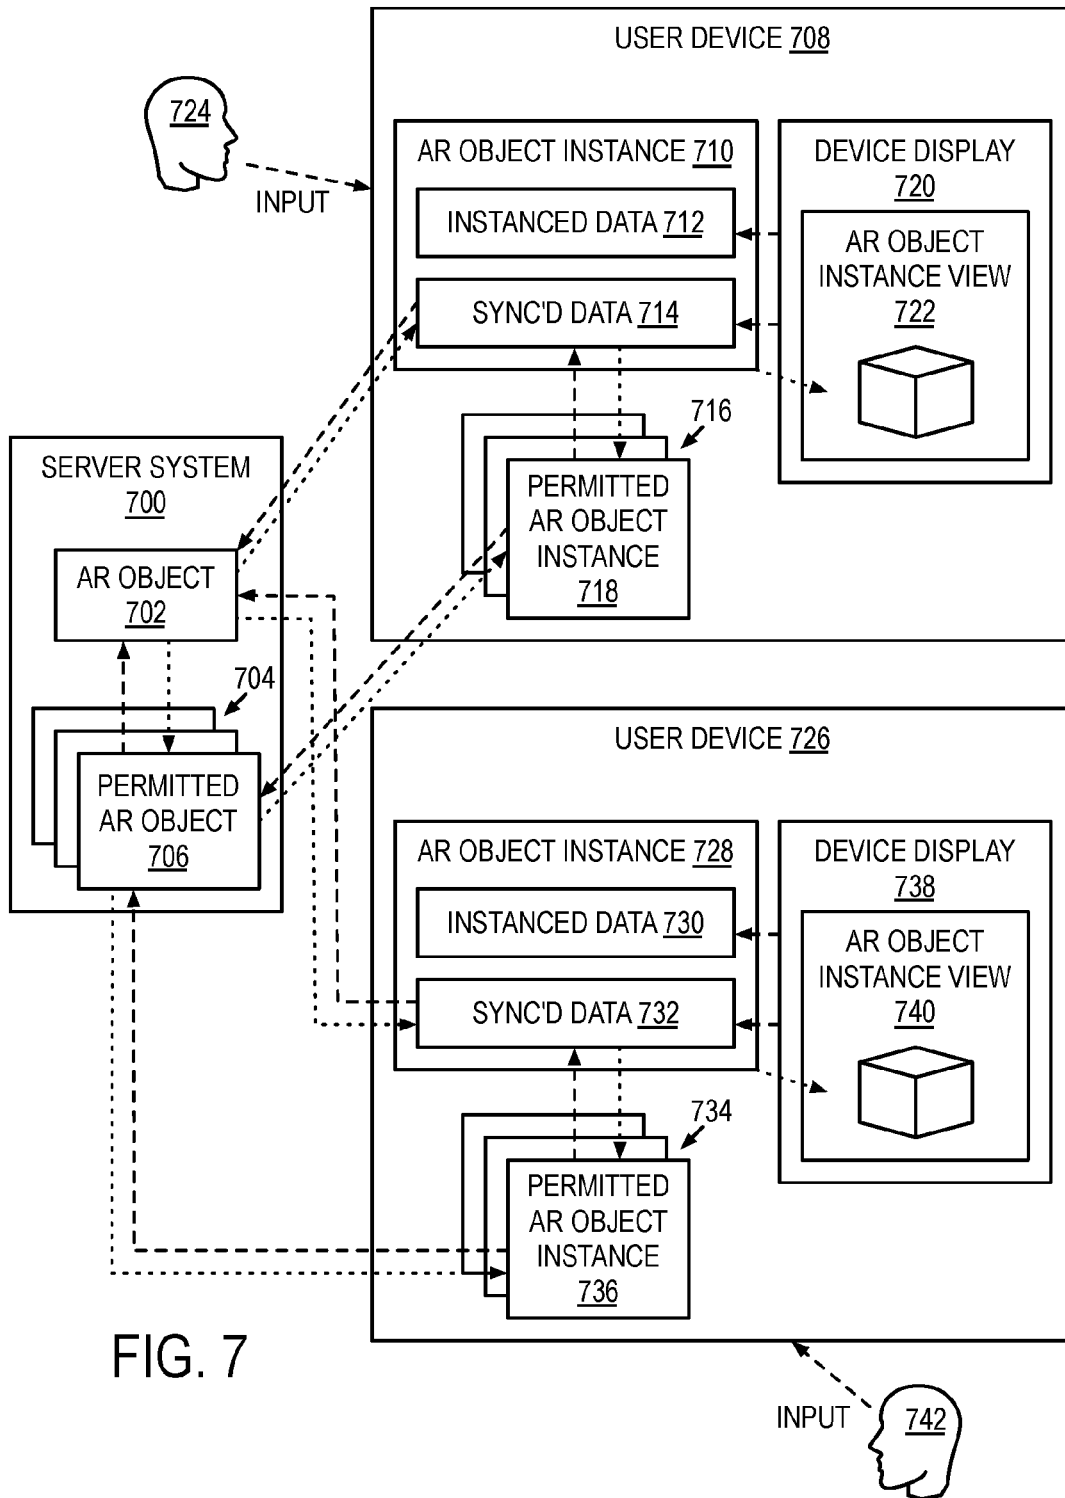 USER DEVICE 708
724
INPUT
AR OBJECT INSTANCE 710
INSTANCED DATA 712
SYNC'D DATA 714
DEVICE DISPLAY
720
AR OBJECT
INSTANCE VIEW
722
716
PERMITTED
AR OBJECT
INSTANCE
718
SERVER SYSTEM
700
AR OBJECT
702
704
PERMITTED
AR OBJECT
706
USER DEVICE 726
AR OBJECT INSTANCE 728
INSTANCED DATA 730
SYNC'D DATA 732
DEVICE DISPLAY
738
AR OBJECT
INSTANCE VIEW
740
734
PERMITTED
AR OBJECT
INSTANCE
736
FIG. 7
INPUT
742